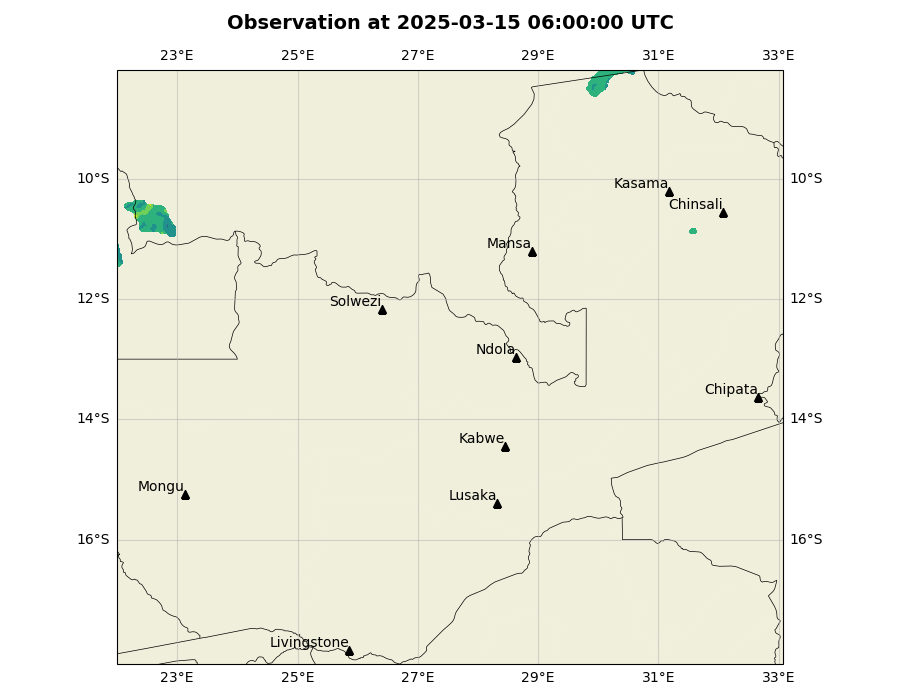 Observation at 2025-03-15 06:00:00 UTC
23°E 25°E 27°E 29°E 31°E 33°E
10°S 10°S
Kasama
Chinsali
Mansa
12°S 12°S
Solwezi
Ndola
Chipata
14°S 14°S
Kabwe
Mongu
Lusaka
16°S 16°S
Livingstone
23°E 25°E 27°E 29°E 31°E 33°E